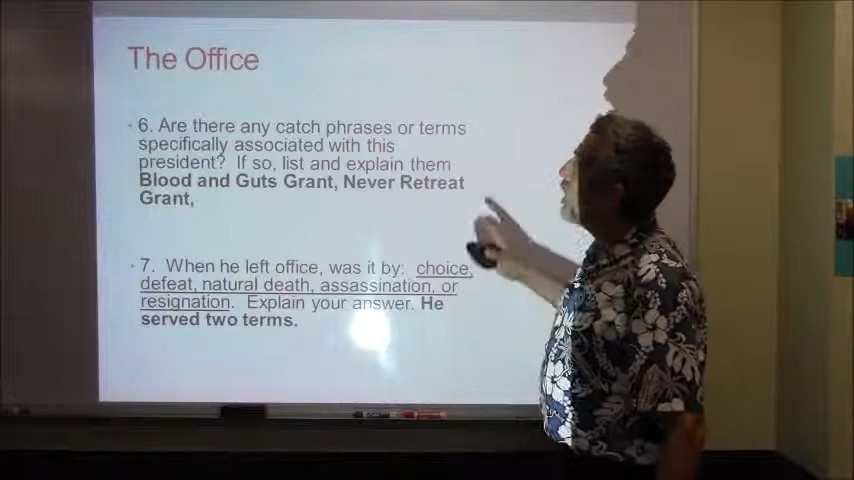 The Office
6. Are there any catch phrases or terms
specifically associated with this
president? If so, list and explain them
Blood and Guts Grant, Never Retreat
Grant,
7. When he left office, was it by: choice,
defeat, natural death, assassination, or
resignation. Explain your answer. He
served two terms.